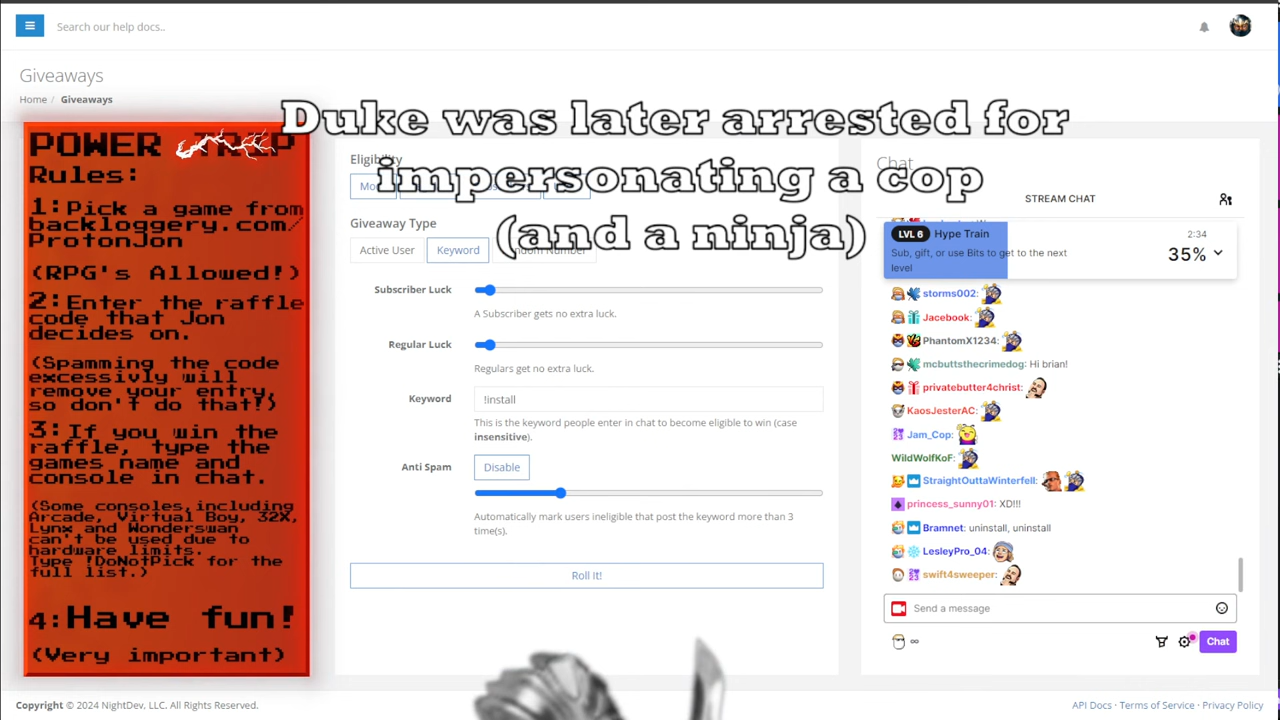 Search our help docs..
Giveaways
Home / Giveaways
Duke was later arrested for
impersonating a cop
(and a ninja)
POWER TRIP
Rules:
1:Pick a game from
backloggery.com/
ProtonJon
(RPG's Allowed!)
2:Enter the raffle
code that Jon
decides on.
(Spamming the code
excessivly will
remove your entry,
so don't do that!)
3:If you win the
raffle, type the
games name and
console in chat.
(Some consoles,including
Arcade, Virtual Boy, 32X,
Lynx and Wonderswan
can't be used due to
hardware limits.
Type !DoNotPick for the
full list.)
4:Have fun!
(Very important)
Eligibility
Giveaway Type
Active User
Keyword
Number
Subscriber Luck
A Subscriber gets no extra luck.
Regular Luck
Regulars get no extra luck.
Keyword
!install
This is the keyword people enter in chat to become eligible to win (case
insensitive).
Anti Spam
Disable
Automatically mark users ineligible that post the keyword more than 3
time(s).
Roll It!
Chat
STREAM CHAT
LVL 6 Hype Train 2:34
Sub, gift, or use Bits to get to the next
level
35%
storms002:
Jacebook:
PhantomX1234:
mcbuttsthecrimedog: Hi brian!
privatebutter4christ:
KaosJesterAC:
Jam_Cop:
WildWolfKoF:
StraightOuttaWinterfell:
princess_sunny01: XD!!!
Bramnet: uninstall, uninstall
LesleyPro_04:
swift4sweeper:
Send a message
∞
Chat
Copyright © 2024 NightDev, LLC. All Rights Reserved.
API Docs · Terms of Service · Privacy Policy